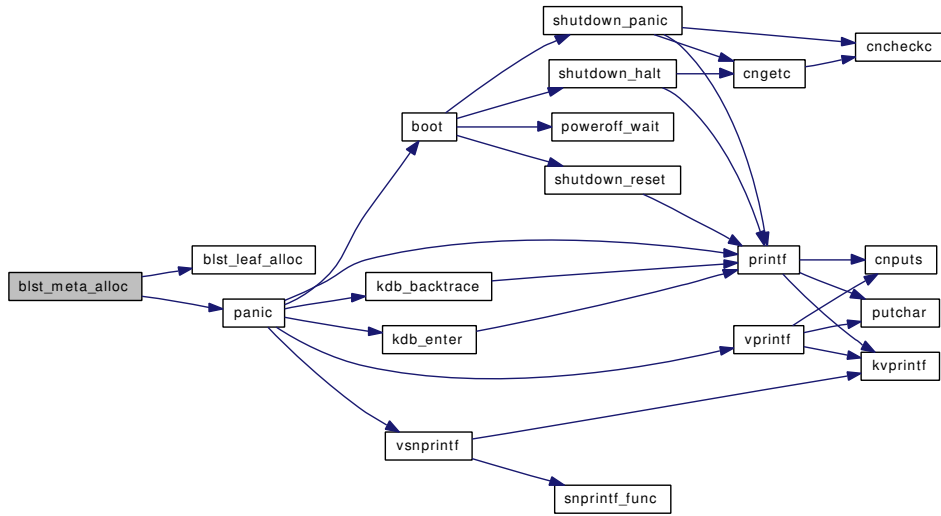 shutdown_panic
cncheckc
shutdown_halt
cngetc
boot
poweroff_wait
shutdown_reset
blst_leaf_alloc
printf
cnputs
blst_meta_alloc
kdb_backtrace
panic
putchar
kdb_enter
vprintf
kvprintf
vsnprintf
snprintf_func